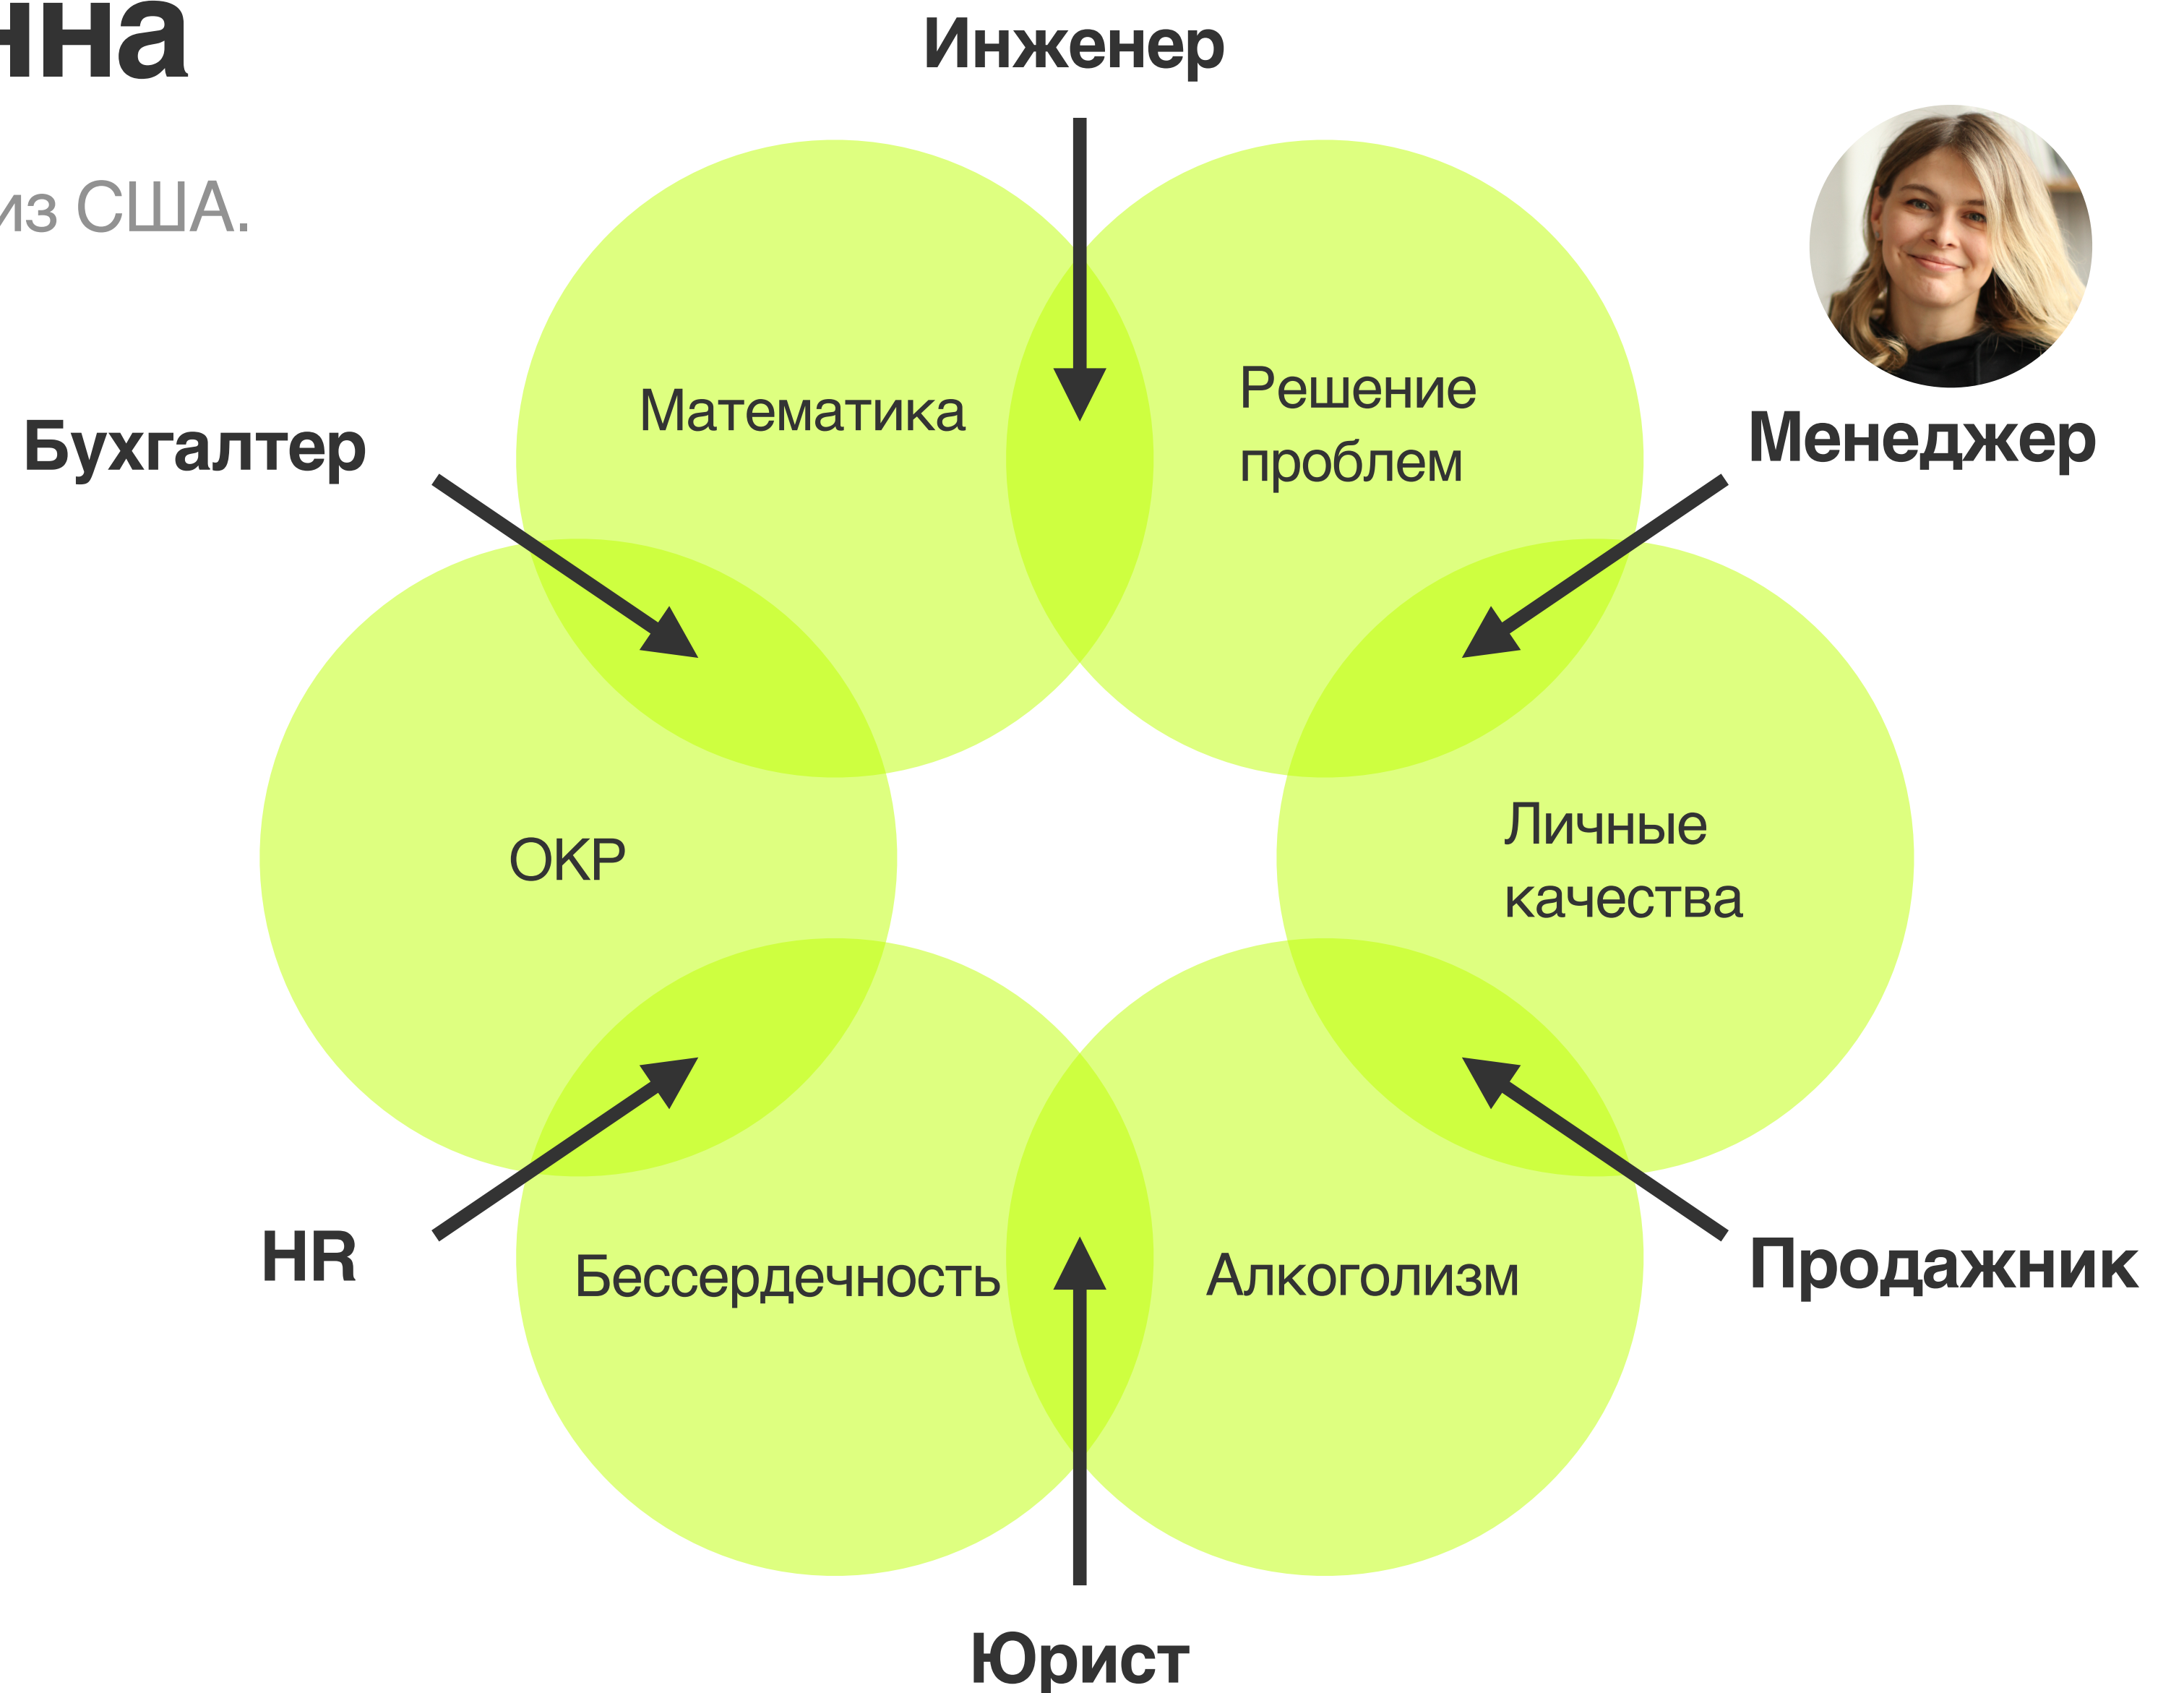 нна
из США.
Инженер
Математика
Решение
проблем
Бухгалтер
Менеджер
ОКР
Личные
качества
HR
Бессердечность
Алкоголизм
Продажник
Юрист